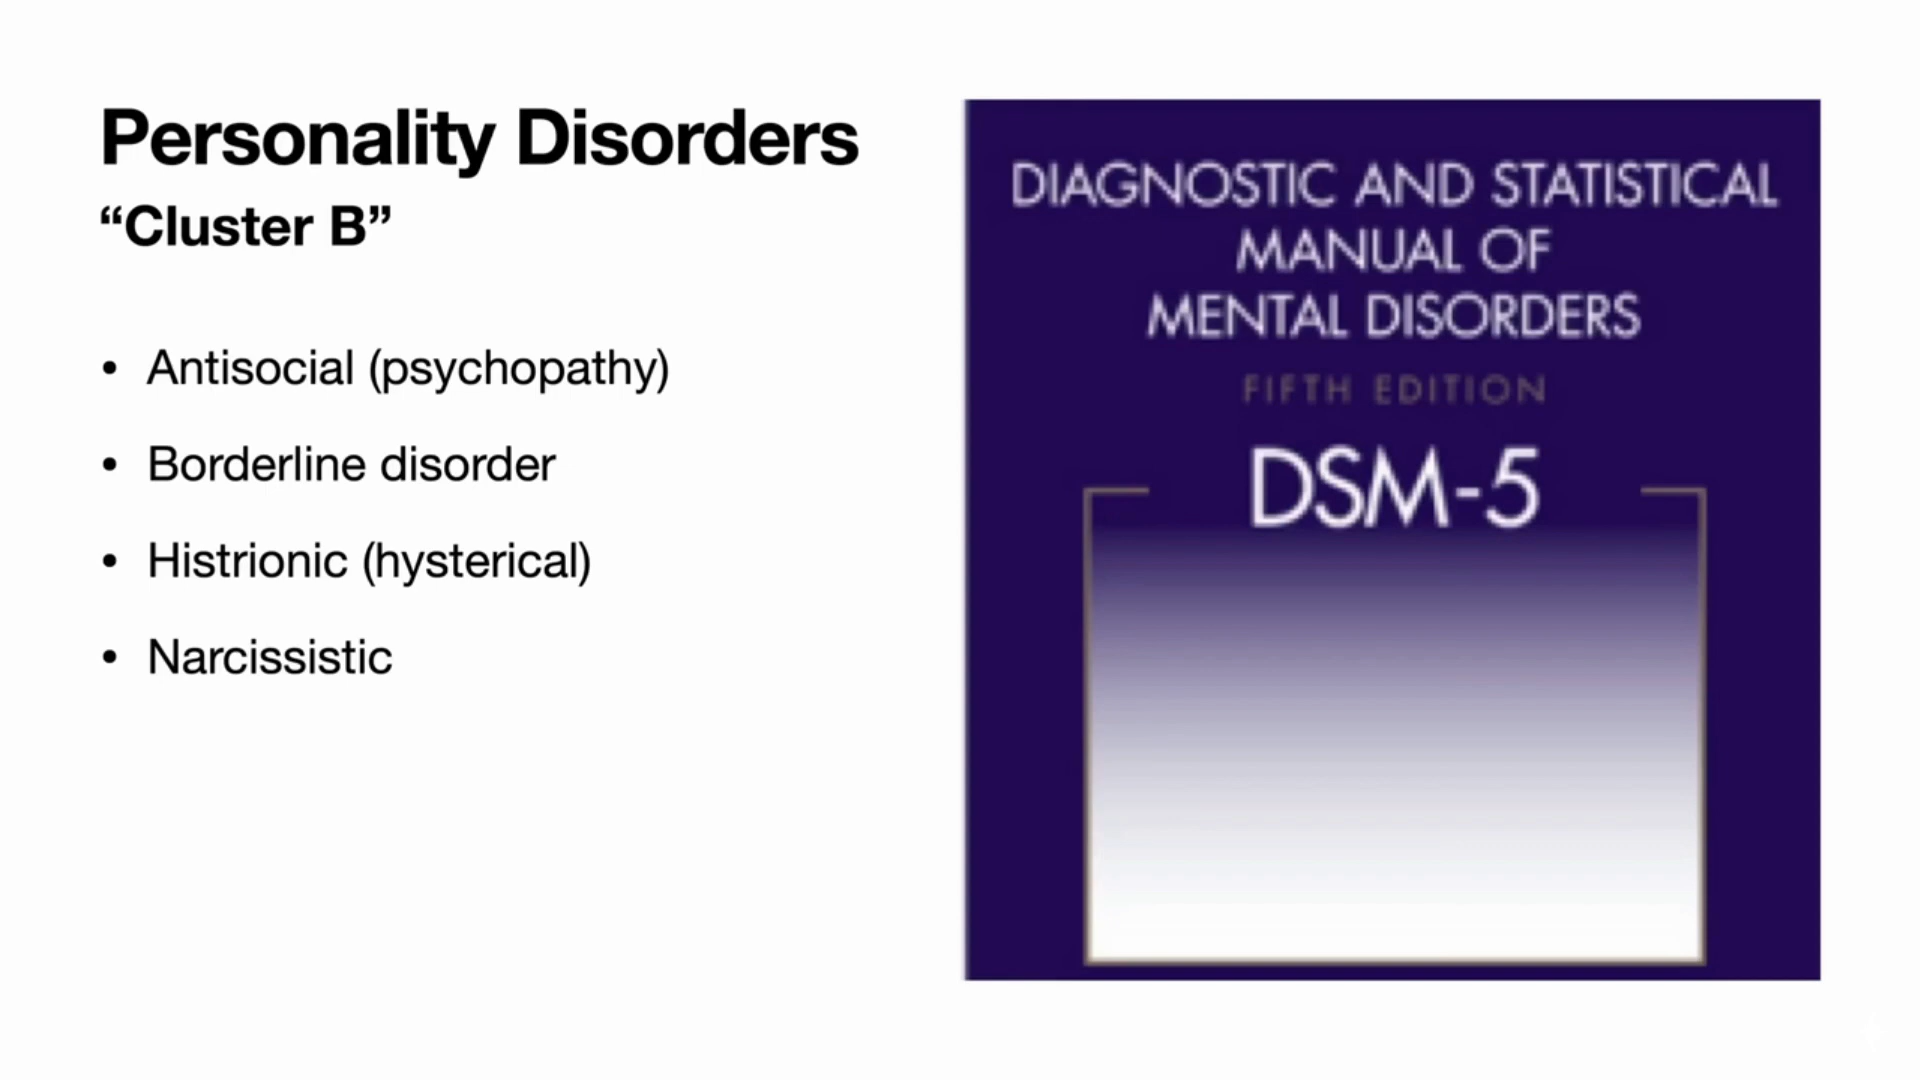 Personality Disorders
“Cluster B”
• Antisocial (psychopathy)
• Borderline disorder
• Histrionic (hysterical)
• Narcissistic
DIAGNOSTIC AND STATISTICAL
MANUAL OF
MENTAL DISORDERS
FIFTH EDITION
DSM-5